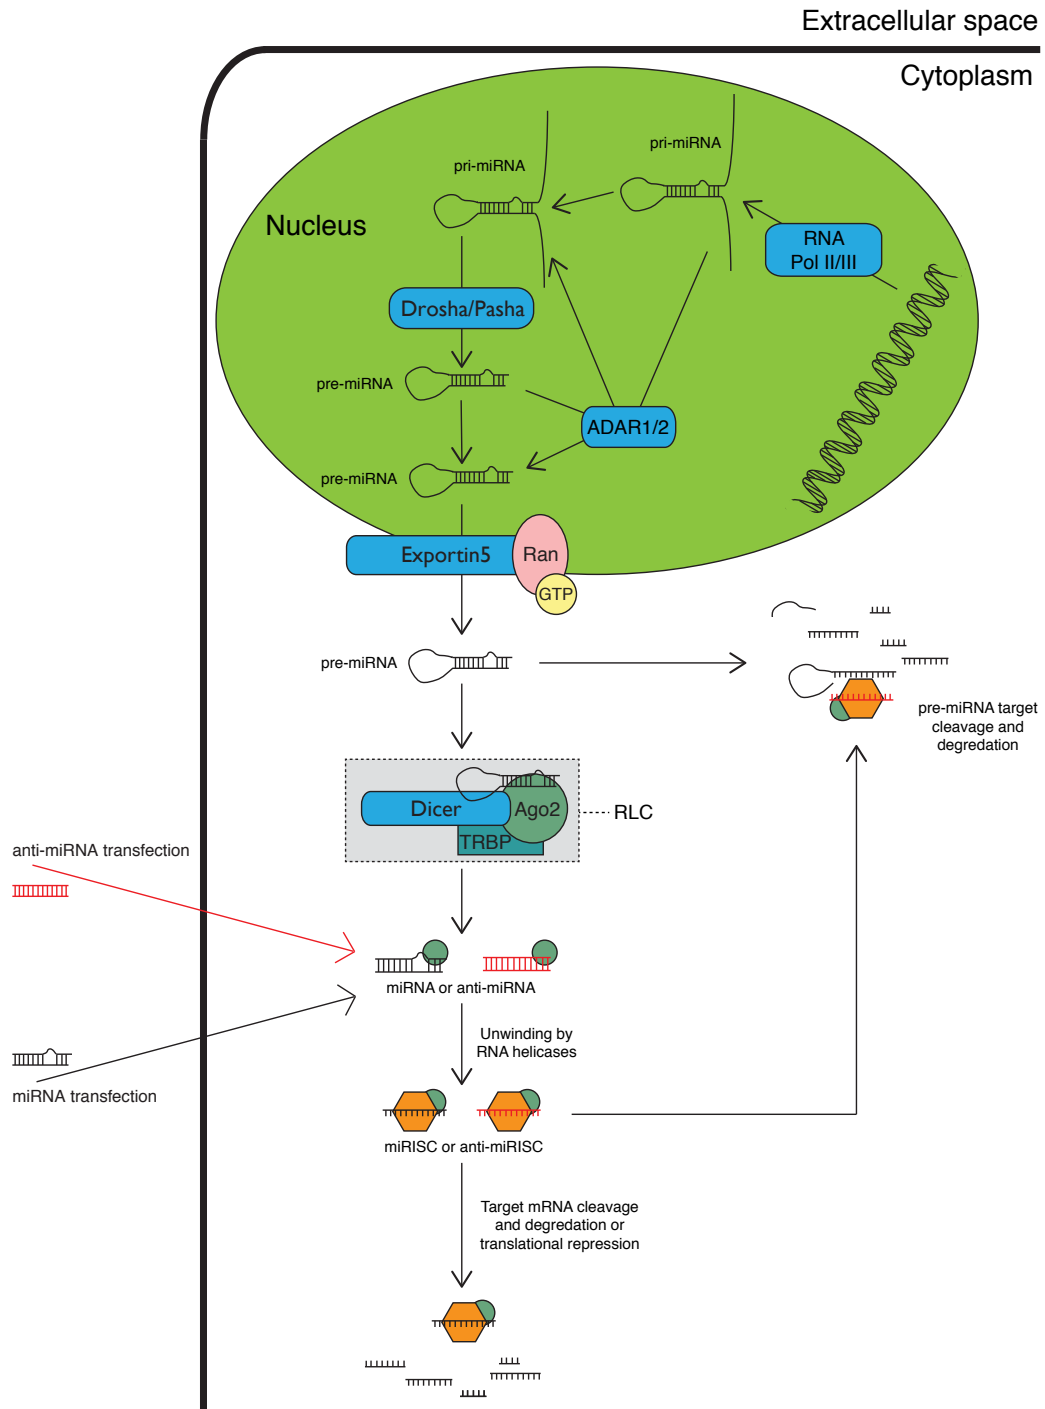 Extracellular space
Cytoplasm
pri-miRNA
pri-miRNA
Nucleus
RNA
Pol II/III
Drosha/Pasha
pre-miRNA
ADAR1/2
pre-miRNA
Exportin5
Ran
GTP
pre-miRNA
pre-miRNA target
cleavage and
degredation
Dicer
Ago2
TRBP
RLC
anti-miRNA transfection
miRNA or anti-miRNA
Unwinding by
RNA helicases
miRNA transfection
miRISC or anti-miRISC
Target mRNA cleavage
and degredation or
translational repression